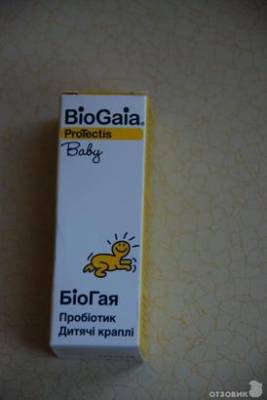 BioGaia®
ProTectis
Baby
БіоГая
Пробіотик
Дитячі краплі
ОТЗОВИК